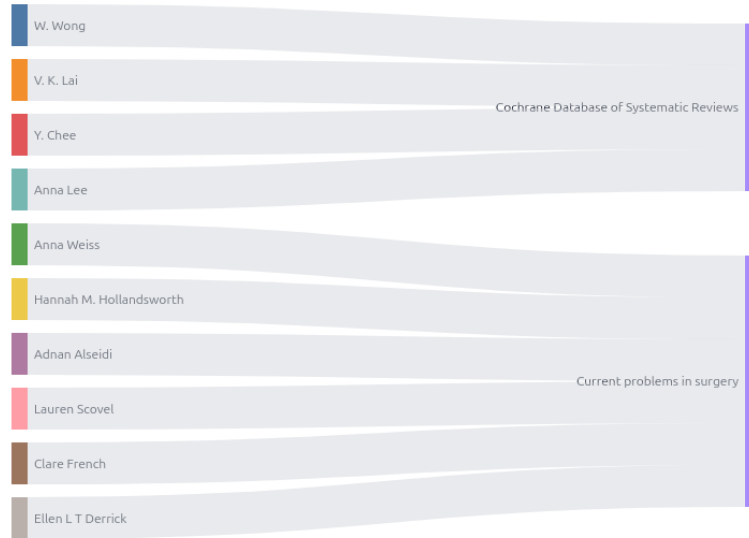 W. Wong
V. K. Lai
Y. Chee
Cochrane Database of Systematic Reviews
Anna Lee
Anna Weiss
Hannah M. Hollandsworth
Adnan Alseidi
Current problems in surgery
Lauren Scovel
Clare French
Ellen L T Derrick